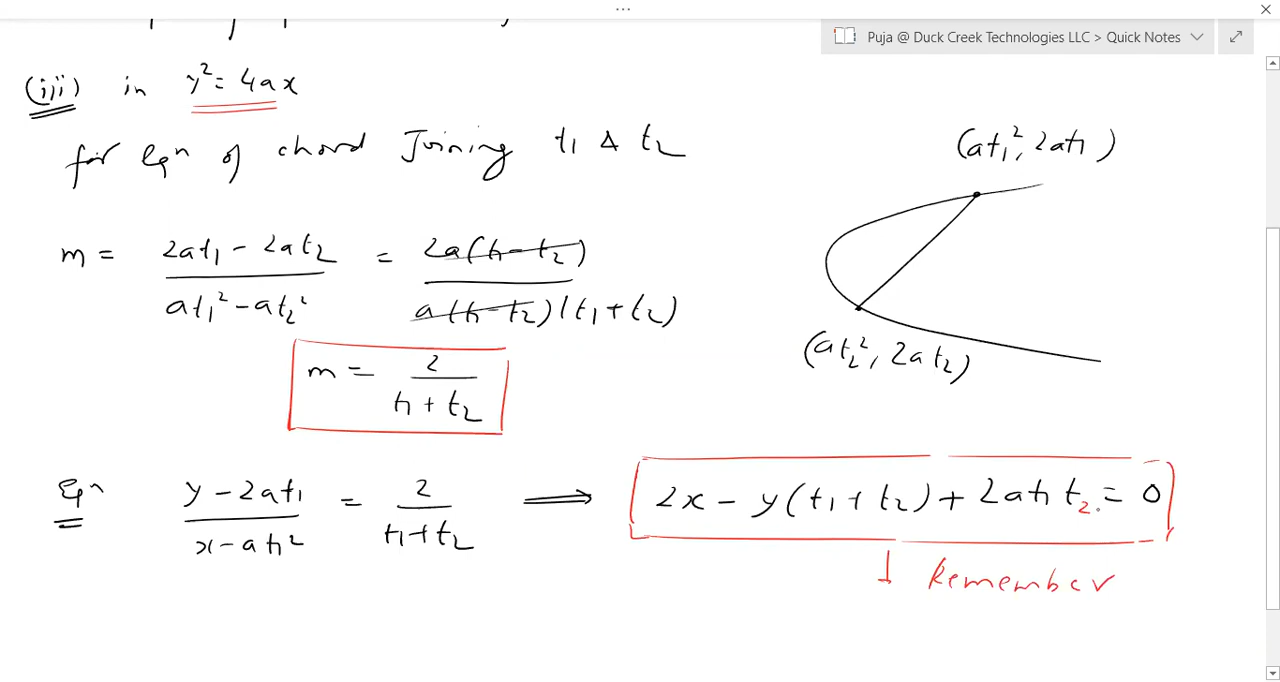 Puja @ Duck Creek Technologies LLC > Quick Notes
(iii) in y² = 4ax
for Eqn of chord Joining t₁ & t₂
(at₁², 2at₁)
m = (2at₁ - 2at₂)/(at₁² - at₂²) = 2a(t₁ - t₂)/a(t₁ - t₂)(t₁ + t₂)
(at₂², 2at₂)
m = 2/(t₁ + t₂)
Eqn (y - 2at₁)/(x - at₁²) = 2/(t₁ + t₂) ⟹ 2x - y(t₁ + t₂) + 2at₁t₂ = 0
Remember